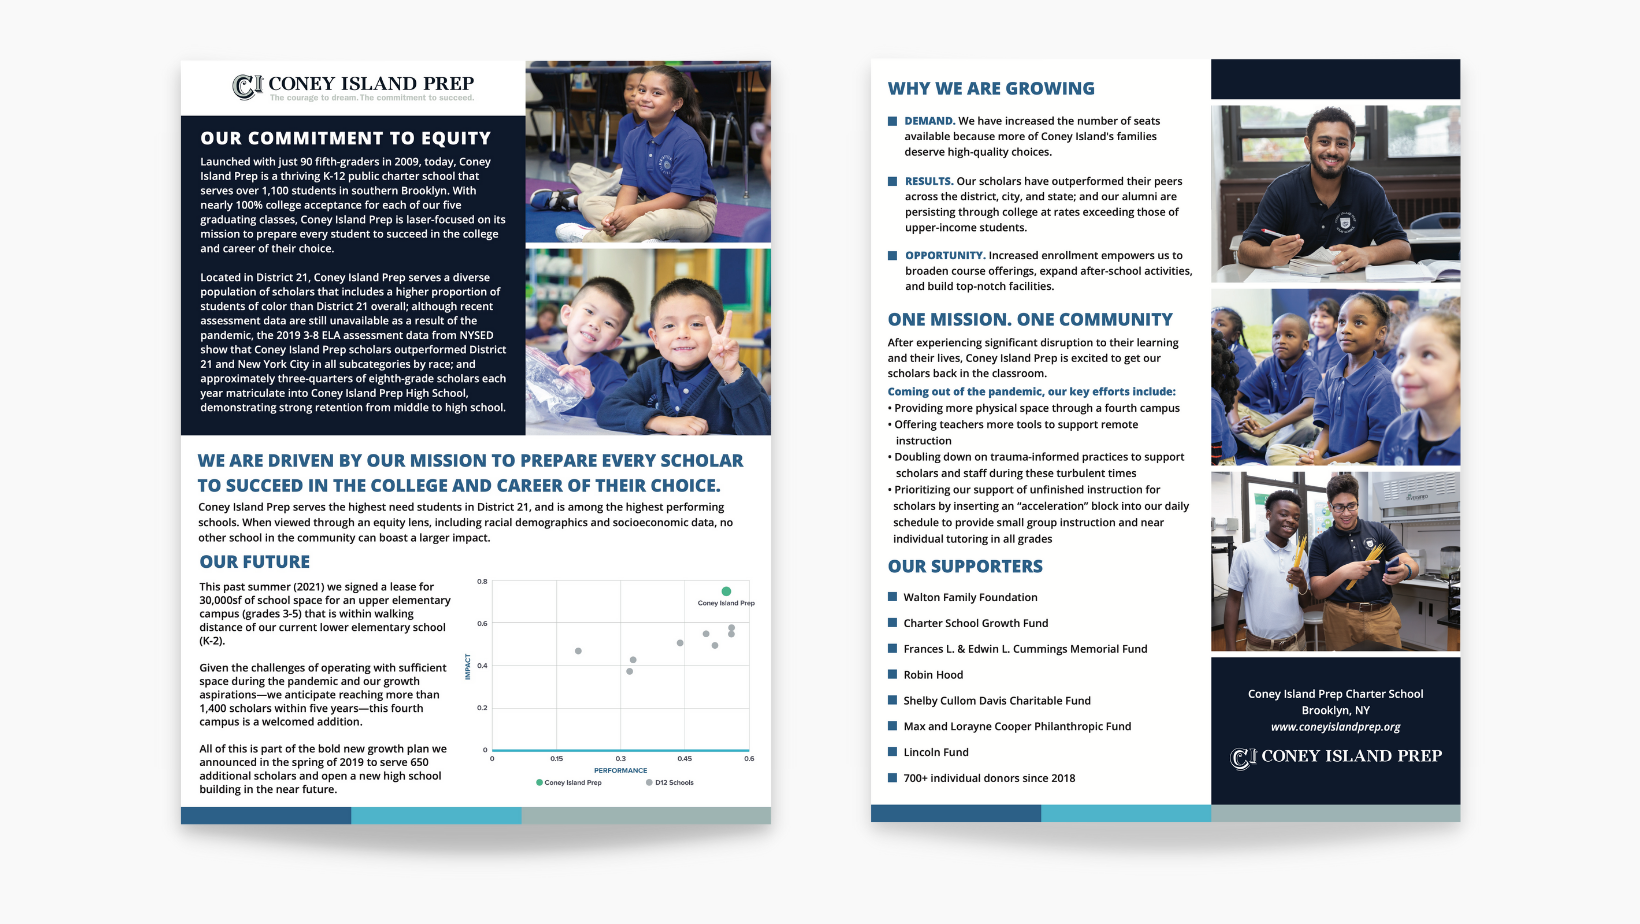 CONEY ISLAND PREP
The courage to dream. The commitment to succeed.
OUR COMMITMENT TO EQUITY
Launched with just 90 fifth-graders in 2009, today, Coney
Island Prep is a thriving K-12 public charter school that
serves over 1,100 students in southern Brooklyn. With
nearly 100% college acceptance for each of our five
graduating classes, Coney Island Prep is laser-focused on its
mission to prepare every student to succeed in the college
and career of their choice.
Located in District 21, Coney Island Prep serves a diverse
population of scholars that includes a higher proportion of
students of color than District 21 overall; although recent
assessment data are still unavailable as a result of the
pandemic, the 2019 3-8 ELA assessment data from NYSED
show that Coney Island Prep scholars outperformed District
21 and New York City in all subcategories by race; and
approximately three-quarters of eighth-grade scholars each
year matriculate into Coney Island Prep High School,
demonstrating strong retention from middle to high school.
WE ARE DRIVEN BY OUR MISSION TO PREPARE EVERY SCHOLAR
TO SUCCEED IN THE COLLEGE AND CAREER OF THEIR CHOICE.
Coney Island Prep serves the highest need students in District 21, and is among the highest performing
schools. When viewed through an equity lens, including racial demographics and socioeconomic data, no
other school in the community can boast a larger impact.
OUR FUTURE
This past summer (2021) we signed a lease for
30,000sf of school space for an upper elementary
campus (grades 3-5) that is within walking
distance of our current lower elementary school
(K-2).
Given the challenges of operating with sufficient
space during the pandemic and our growth
aspirations—we anticipate reaching more than
1,400 scholars within five years—this fourth
campus is a welcomed addition.
All of this is part of the bold new growth plan we
announced in the spring of 2019 to serve 650
additional scholars and open a new high school
building in the near future.
0.8
Coney Island Prep
0.6
IMPACT
0.4
0.2
0
0 0.15 0.3 0.45 0.6
PERFORMANCE
Coney Island Prep D12 Schools
WHY WE ARE GROWING
DEMAND. We have increased the number of seats
available because more of Coney Island's families
deserve high-quality choices.
RESULTS. Our scholars have outperformed their peers
across the district, city, and state; and our alumni are
persisting through college at rates exceeding those of
upper-income students.
OPPORTUNITY. Increased enrollment empowers us to
broaden course offerings, expand after-school activities,
and build top-notch facilities.
ONE MISSION. ONE COMMUNITY
After experiencing significant disruption to their learning
and their lives, Coney Island Prep is excited to get our
scholars back in the classroom.
Coming out of the pandemic, our key efforts include:
• Providing more physical space through a fourth campus
• Offering teachers more tools to support remote
instruction
• Doubling down on trauma-informed practices to support
scholars and staff during these turbulent times
• Prioritizing our support of unfinished instruction for
scholars by inserting an “acceleration” block into our daily
schedule to provide small group instruction and near
individual tutoring in all grades
OUR SUPPORTERS
Walton Family Foundation
Charter School Growth Fund
Frances L. & Edwin L. Cummings Memorial Fund
Robin Hood
Shelby Cullom Davis Charitable Fund
Max and Lorayne Cooper Philanthropic Fund
Lincoln Fund
700+ individual donors since 2018
Coney Island Prep Charter School
Brooklyn, NY
www.coneyislandprep.org
CONEY ISLAND PREP